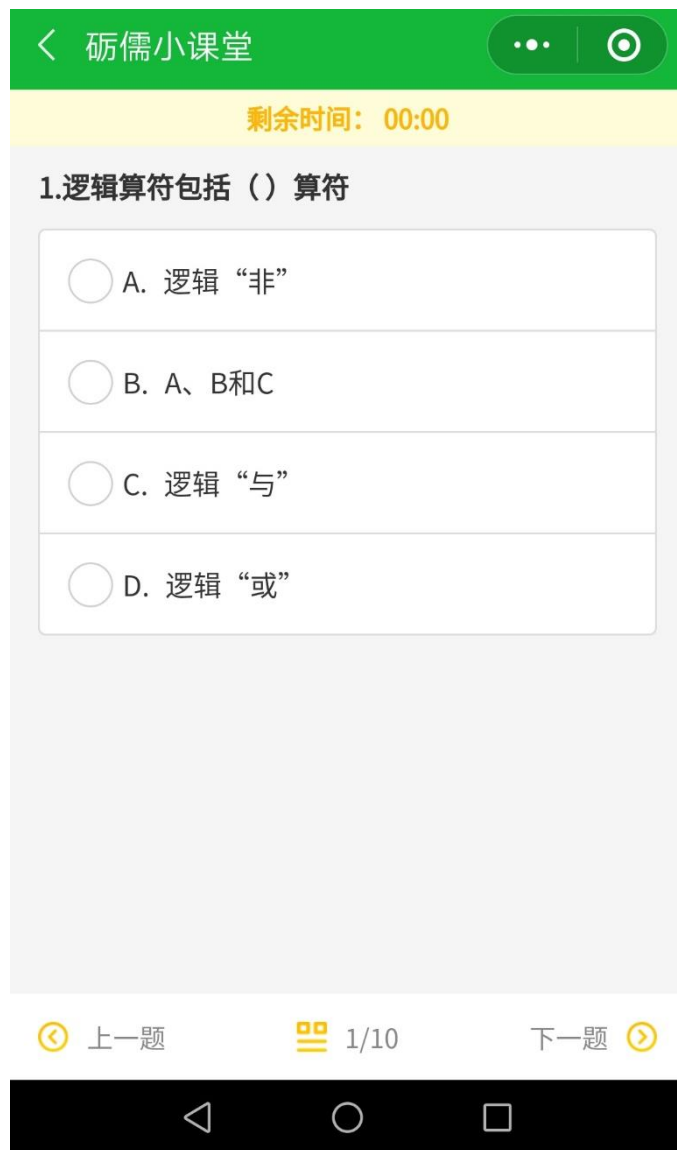 砺儒小课堂
剩余时间： 00:00
1.逻辑算符包括（）算符
A. 逻辑“非”
B. A、B和C
C. 逻辑“与”
D. 逻辑“或”
上一题 1/10 下一题